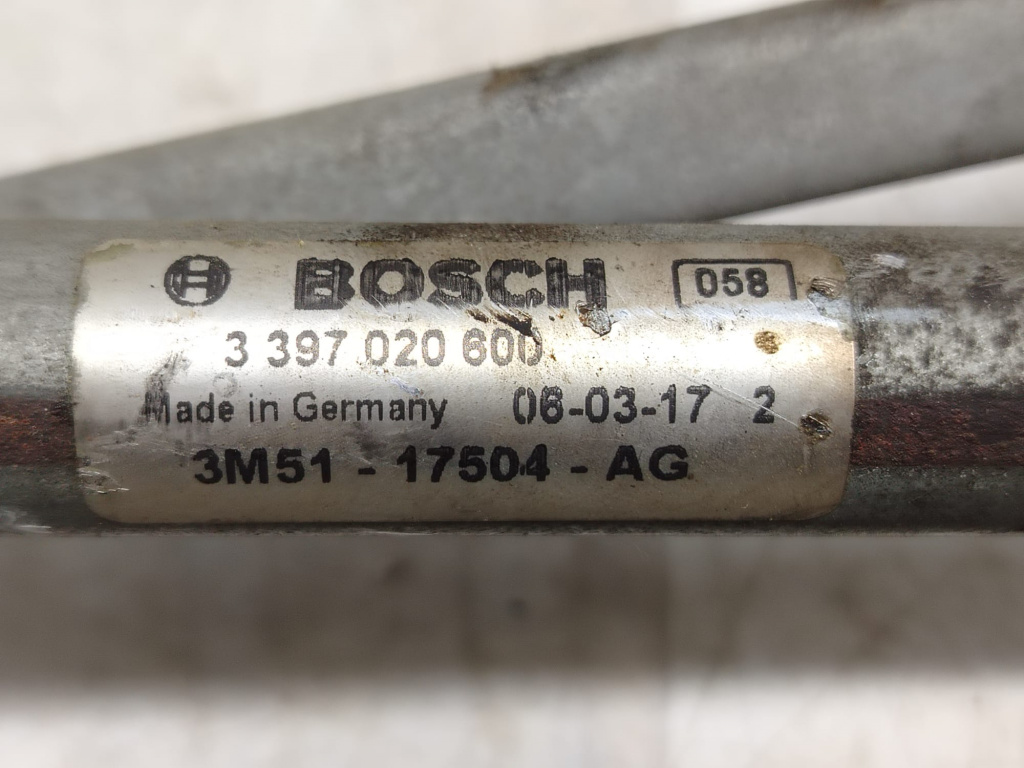 BOSCH 058
3 397 020 600
Made in Germany 06-03-17 2
3M51 - 17504 - AG